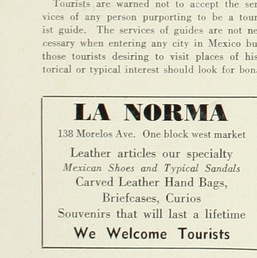 Tourists are warned not to accept the ser
vices of any person purporting to be a tour
ist guide. The services of guides are not ne
cessary when entering any city in Mexico bu
those tourists desiring to visit places of his
torical or typical interest should look for bon
LA NORMA
138 Morelos Ave. One block west market
Leather articles our specialty
Mexican Shoes and Typical Sandals
Carved Leather Hand Bags,
Briefcases, Curios
Souvenirs that will last a lifetime
We Welcome Tourists